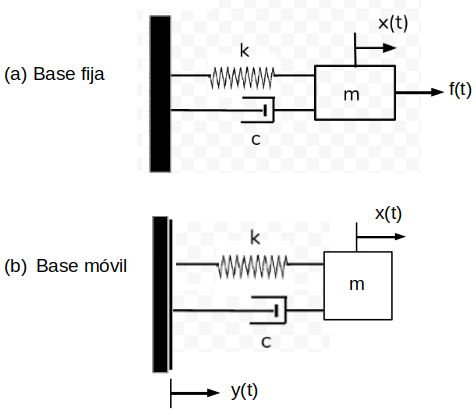 x(t)
k
(a) Base fija
m
f(t)
c
x(t)
k
(b) Base móvil
m
c
y(t)